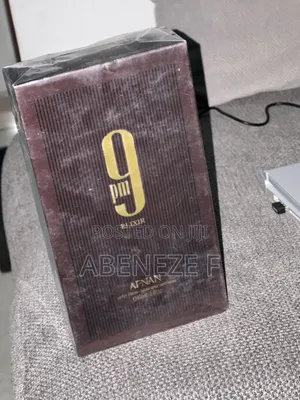 9
pm
ELIXIR
POSTED ON JIJI
ABENEZE F
AFNAN